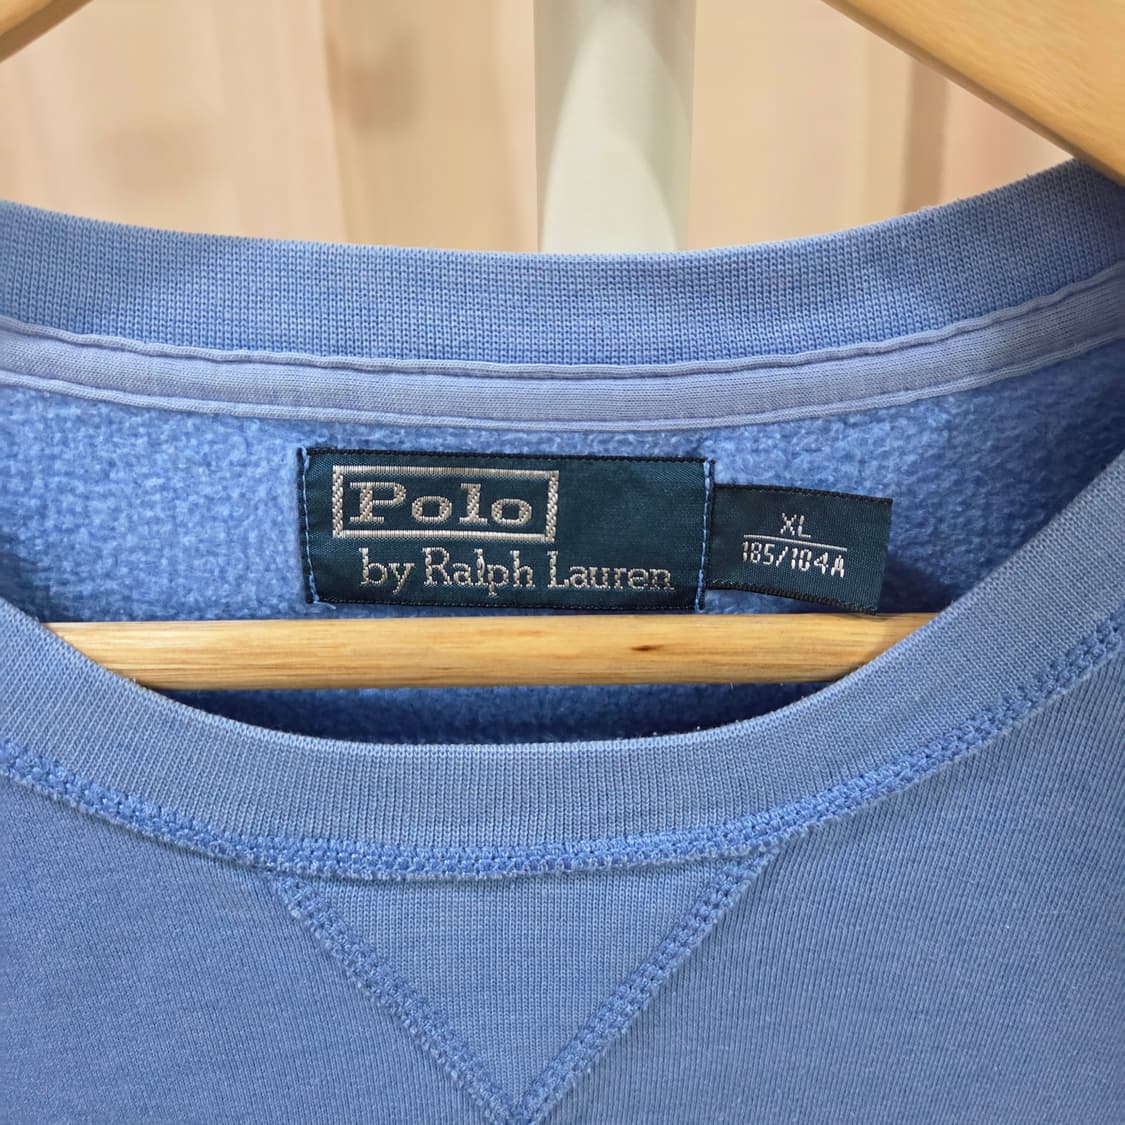 Polo
by Ralph Lauren
XL
185/104A